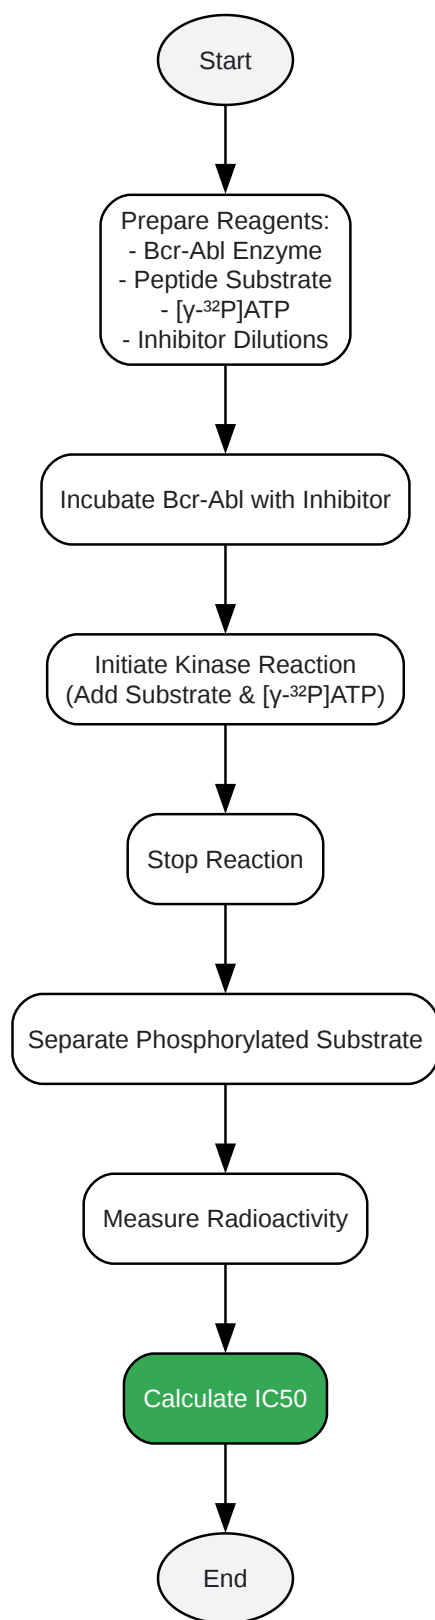 Start
Prepare Reagents:
- Bcr-Abl Enzyme
- Peptide Substrate
- [γ-³²P]ATP
- Inhibitor Dilutions
Incubate Bcr-Abl with Inhibitor
Initiate Kinase Reaction
(Add Substrate & [γ-³²P]ATP)
Stop Reaction
Separate Phosphorylated Substrate
Measure Radioactivity
Calculate IC50
End